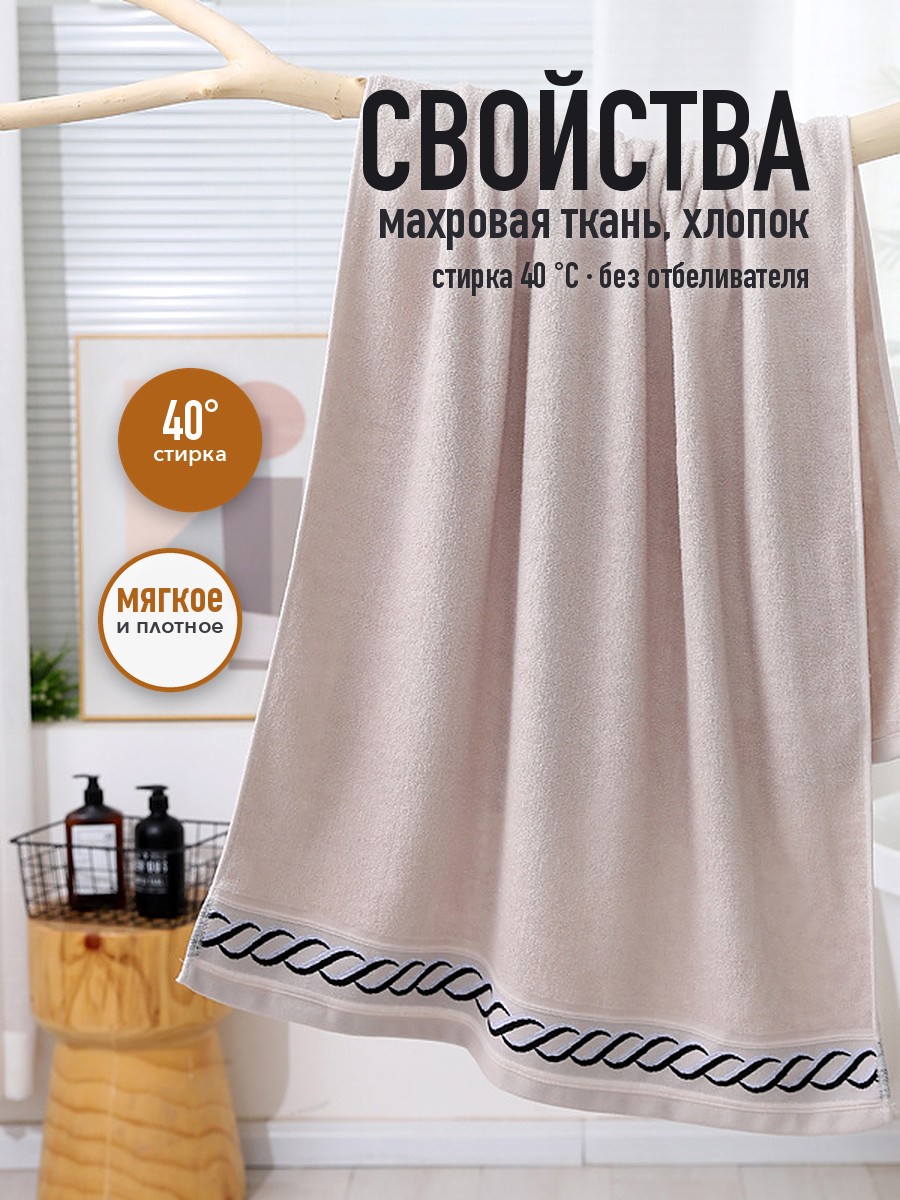 СВОЙСТВА
махровая ткань, хлопок
стирка 40 °C · без отбеливателя
40°
стирка
мягкое
и плотное